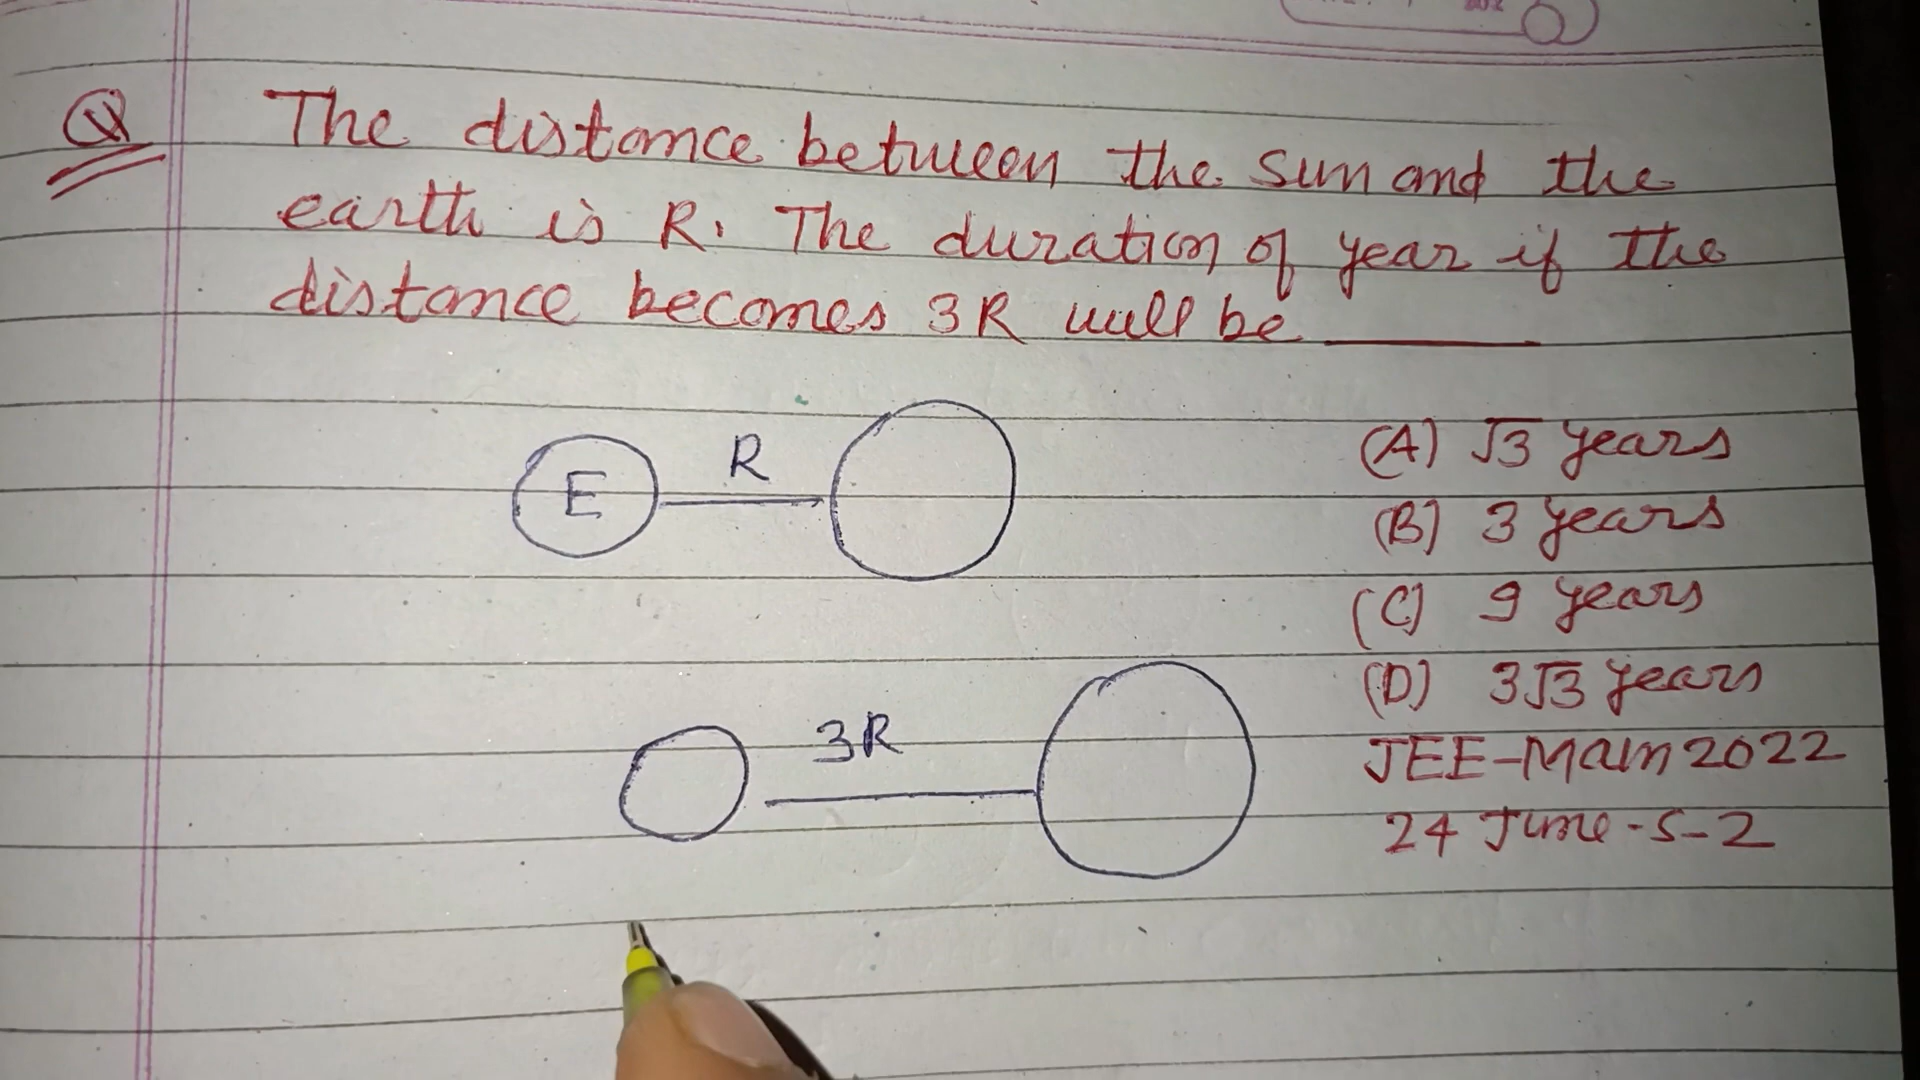 Q The distance between the sun and the
earth is R. The duration of year if the
distance becomes 3R will be ______
E R
(A) √3 years
(B) 3 years
(C) 9 years
3R
(D) 3√3 years
JEE-Main 2022
24 June-S-2